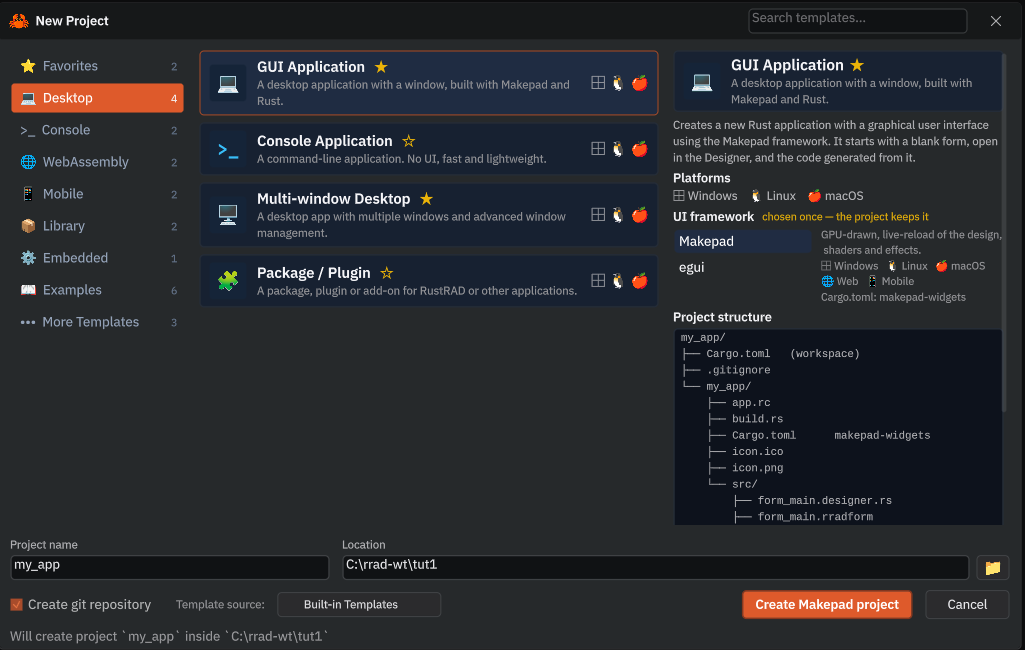 New Project
Search templates...
Favorites 2
Desktop 4
>_ Console 2
WebAssembly 2
Mobile 2
Library 2
Embedded 1
Examples 6
More Templates 3
GUI Application
A desktop application with a window, built with Makepad and
Rust.
Console Application
A command-line application. No UI, fast and lightweight.
Multi-window Desktop
A desktop app with multiple windows and advanced window
management.
Package / Plugin
A package, plugin or add-on for RustRAD or other applications.
GUI Application
A desktop application with a window, built with
Makepad and Rust.
Creates a new Rust application with a graphical user interface
using the Makepad framework. It starts with a blank form, open
in the Designer, and the code generated from it.
Platforms
Windows Linux macOS
UI framework chosen once — the project keeps it
Makepad
egui
GPU-drawn, live-reload of the design,
shaders and effects.
Windows Linux macOS
Web Mobile
Cargo.toml: makepad-widgets
Project structure
my_app/
├── Cargo.toml (workspace)
├── .gitignore
└── my_app/
├── app.rc
├── build.rs
├── Cargo.toml makepad-widgets
├── icon.ico
├── icon.png
└── src/
├── form_main.designer.rs
├── form_main.rradform
Project name
my_app
Location
C:\rrad-wt\tut1
Create git repository
Template source:
Built-in Templates
Create Makepad project
Cancel
Will create project `my_app` inside `C:\rrad-wt\tut1`